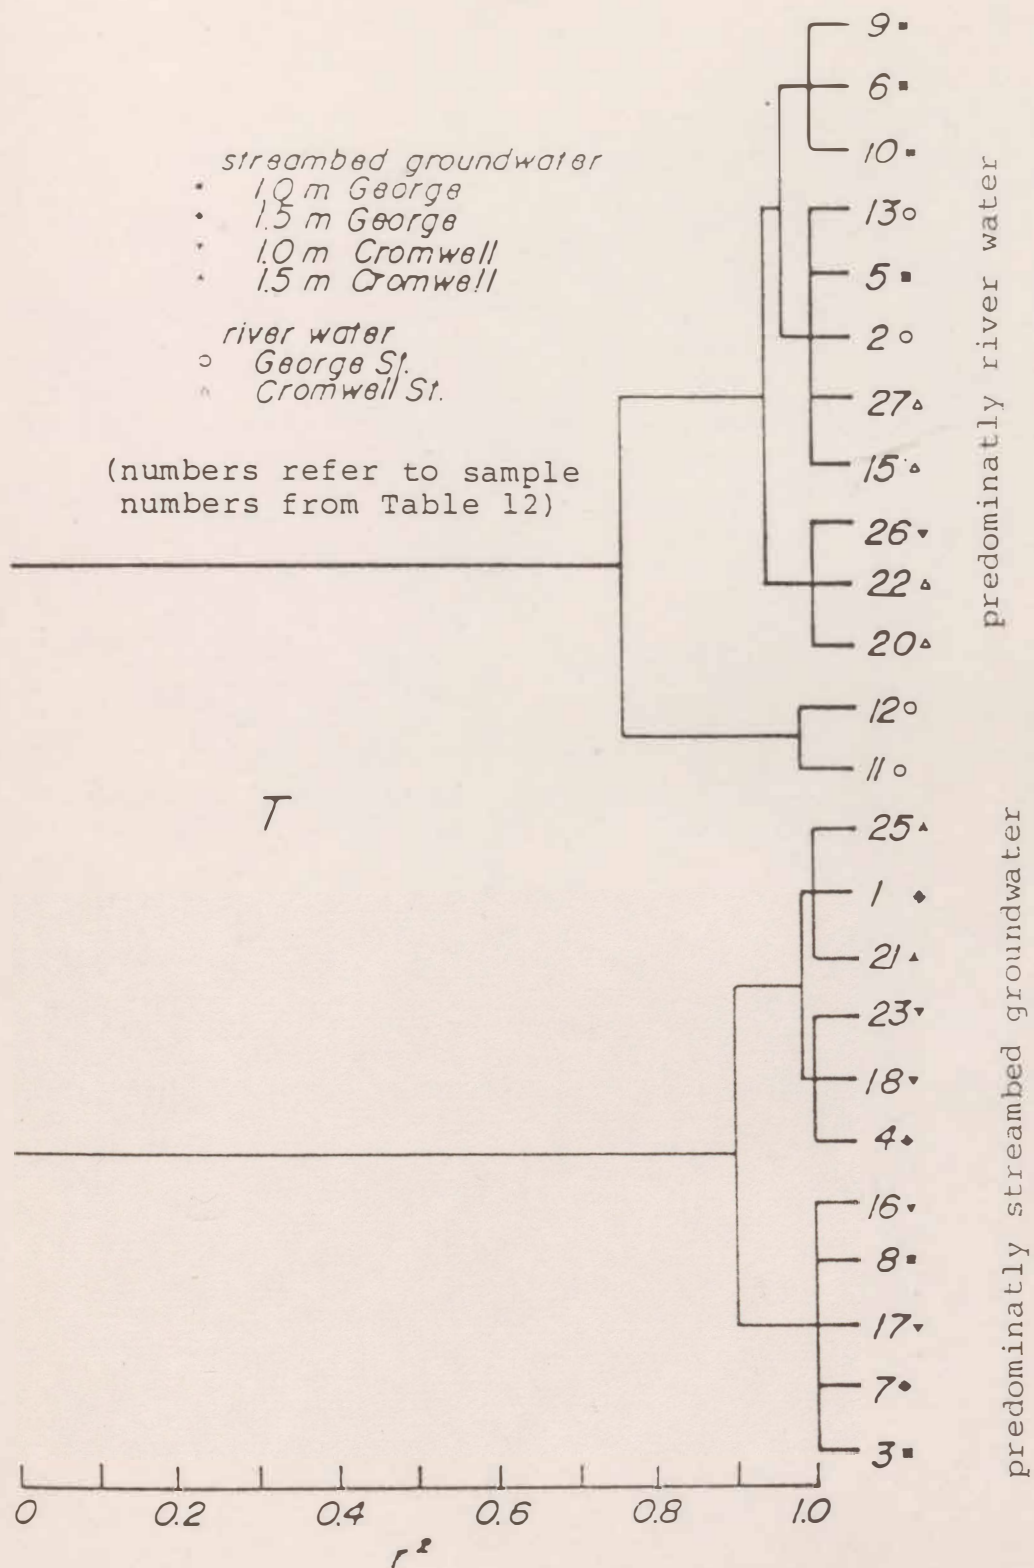 9
6
10
streambed groundwater
1.0 m George
1.5 m George
1.0 m Cromwell
1.5 m Cromwell
river water
George St.
Cromwell St.
(numbers refer to sample
numbers from Table 12)
13
5
2
27
15
26
22
20
12
11
predominatly river water
T
25
1
21
23
18
4
16
8
17
7
3
predominatly streambed groundwater
0 0.2 0.4 0.6 0.8 1.0
r²